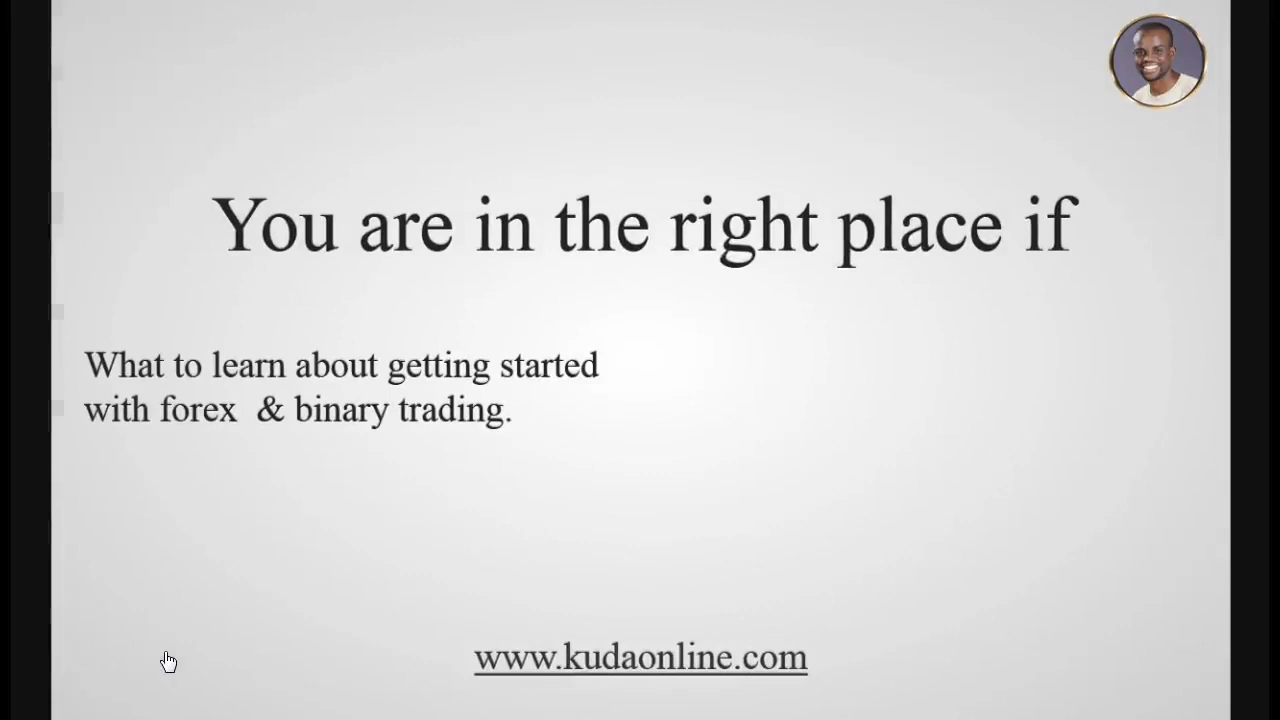 You are in the right place if
What to learn about getting started
with forex & binary trading.
www.kudaonline.com